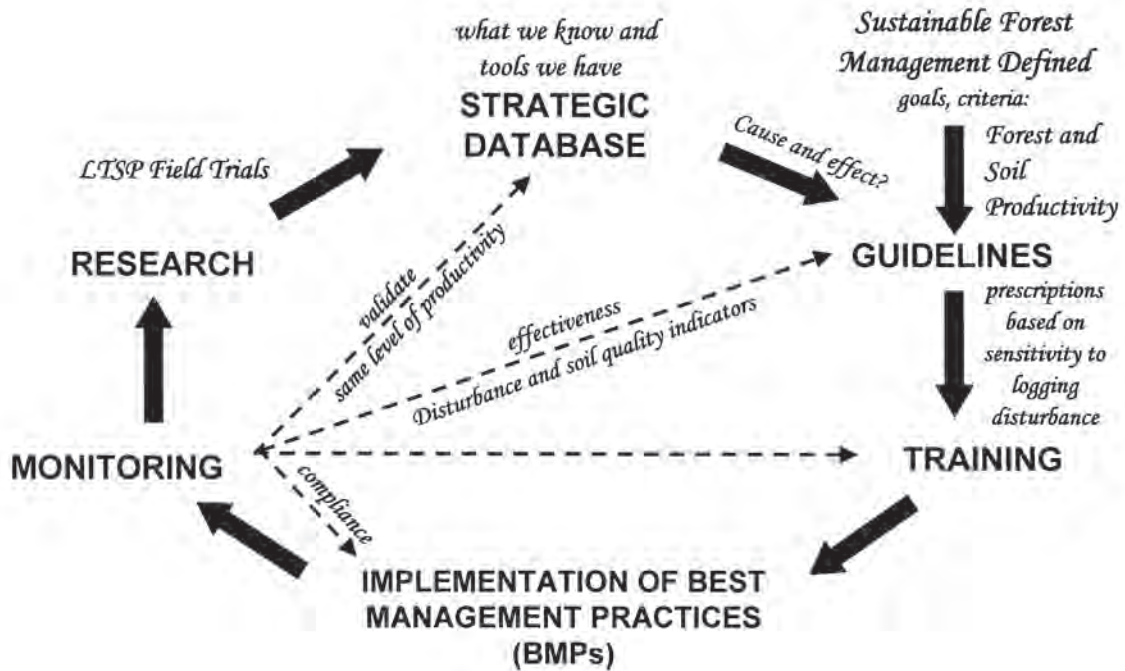 what we know and
tools we have
STRATEGIC
DATABASE
Sustainable Forest
Management Defined
goals, criteria:
Forest and
Soil
Productivity
Cause and effect?
LTSP Field Trials
RESEARCH
GUIDELINES
validate
same level of productivity
effectiveness
Disturbance and soil quality indicators
prescriptions
based on
sensitivity to
logging
disturbance
MONITORING
TRAINING
compliance
IMPLEMENTATION OF BEST
MANAGEMENT PRACTICES
(BMPs)